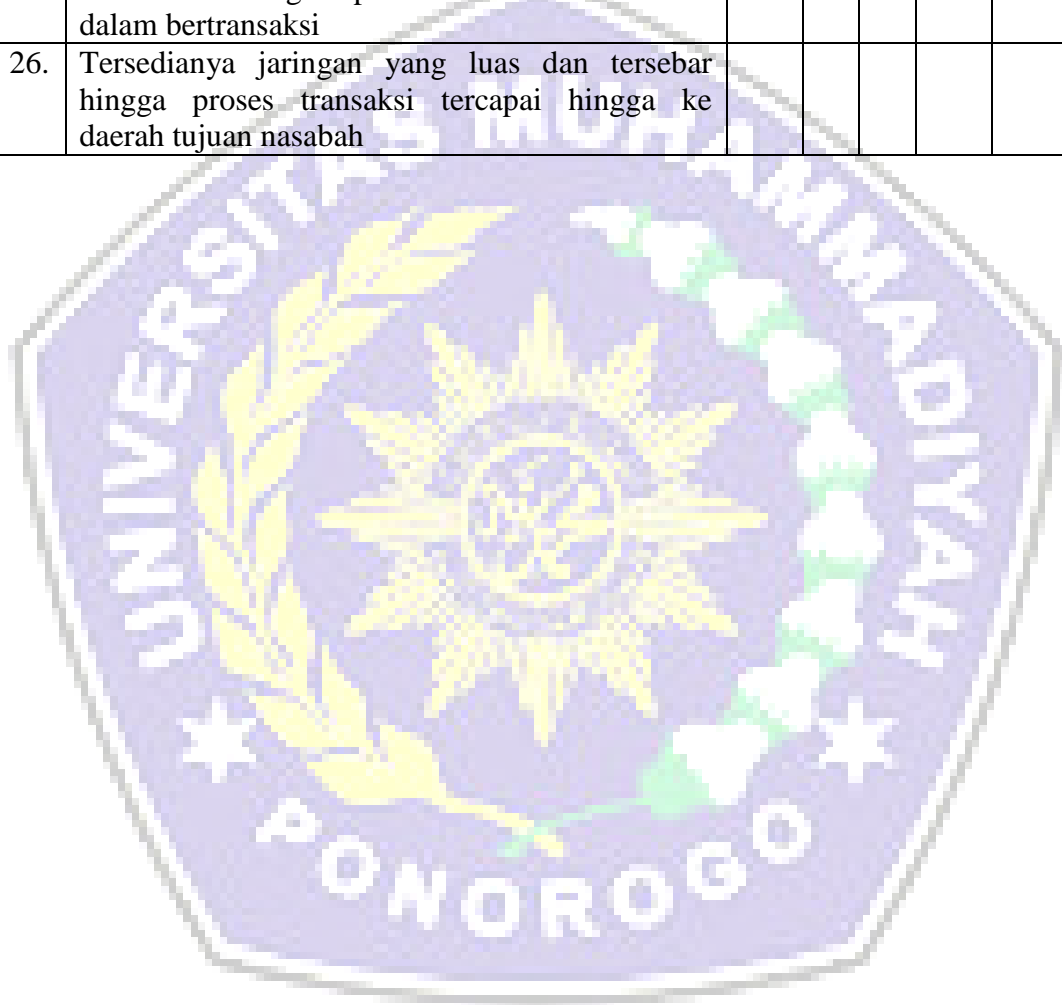 dalam bertransaksi
26. Tersedianya jaringan yang luas dan tersebar
hingga proses transaksi tercapai hingga ke
daerah tujuan nasabah
UNIVERSITAS MUHAMMADIYAH
PONOROGO